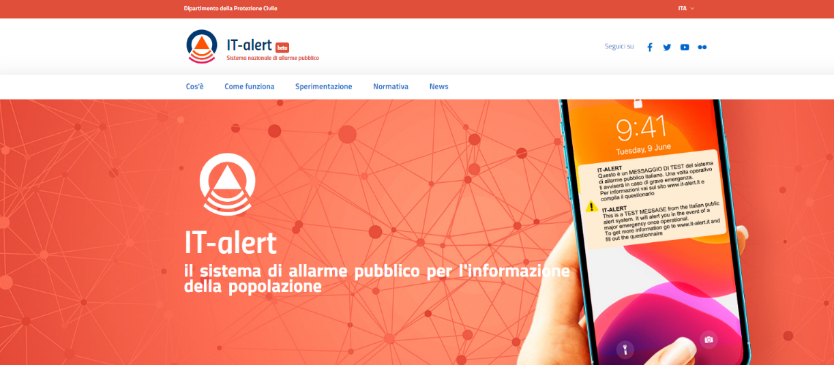 Dipartimento della Protezione Civile
ITA
IT-alert beta
Sistema nazionale di allarme pubblico
Seguici su
Cos'è
Come funziona
Sperimentazione
Normativa
News
9:41
Tuesday, 9 June
IT-ALERT
Questo è un MESSAGGIO DI TEST del sistema
di allarme pubblico italiano. Una volta operativo
ti avviserà in caso di grave emergenza.
Per informazioni vai sul sito www.it-alert.it e
compila il questionario
IT-ALERT
This is a TEST MESSAGE from the Italian public
alert system. It will alert you in the event of a
major emergency once operational.
To get more information go to www.it-alert.it and
fill out the questionnaire
IT-alert
il sistema di allarme pubblico per l'informazione
della popolazione